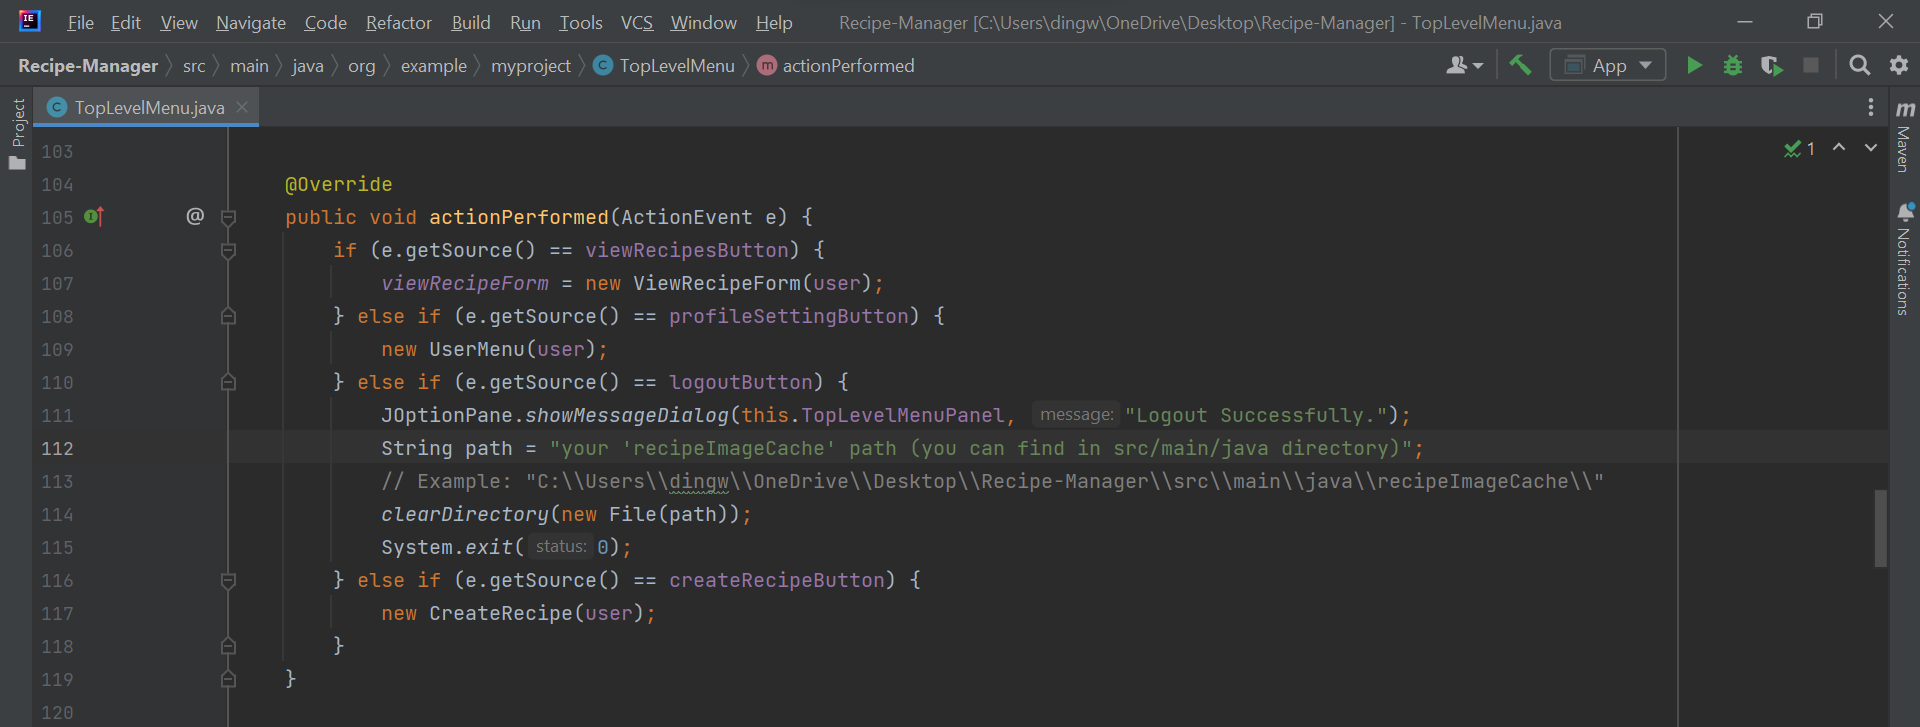 IE File Edit View Navigate Code Refactor Build Run Tools VCS Window Help Recipe-Manager [C:\Users\dingw\OneDrive\Desktop\Recipe-Manager] - TopLevelMenu.java
Recipe-Manager src main java org example myproject C TopLevelMenu m actionPerformed App
Project
C TopLevelMenu.java
m Maven
Notifications
1
103
104 @Override
105 I @ public void actionPerformed(ActionEvent e) {
106 if (e.getSource() == viewRecipesButton) {
107 viewRecipeForm = new ViewRecipeForm(user);
108 } else if (e.getSource() == profileSettingButton) {
109 new UserMenu(user);
110 } else if (e.getSource() == logoutButton) {
111 JOptionPane.showMessageDialog(this.TopLevelMenuPanel, message: "Logout Successfully.");
112 String path = "your 'recipeImageCache' path (you can find in src/main/java directory)";
113 // Example: "C:\\Users\\dingw\\OneDrive\\Desktop\\Recipe-Manager\\src\\main\\java\\recipeImageCache\\"
114 clearDirectory(new File(path));
115 System.exit( status: 0);
116 } else if (e.getSource() == createRecipeButton) {
117 new CreateRecipe(user);
118 }
119 }
120